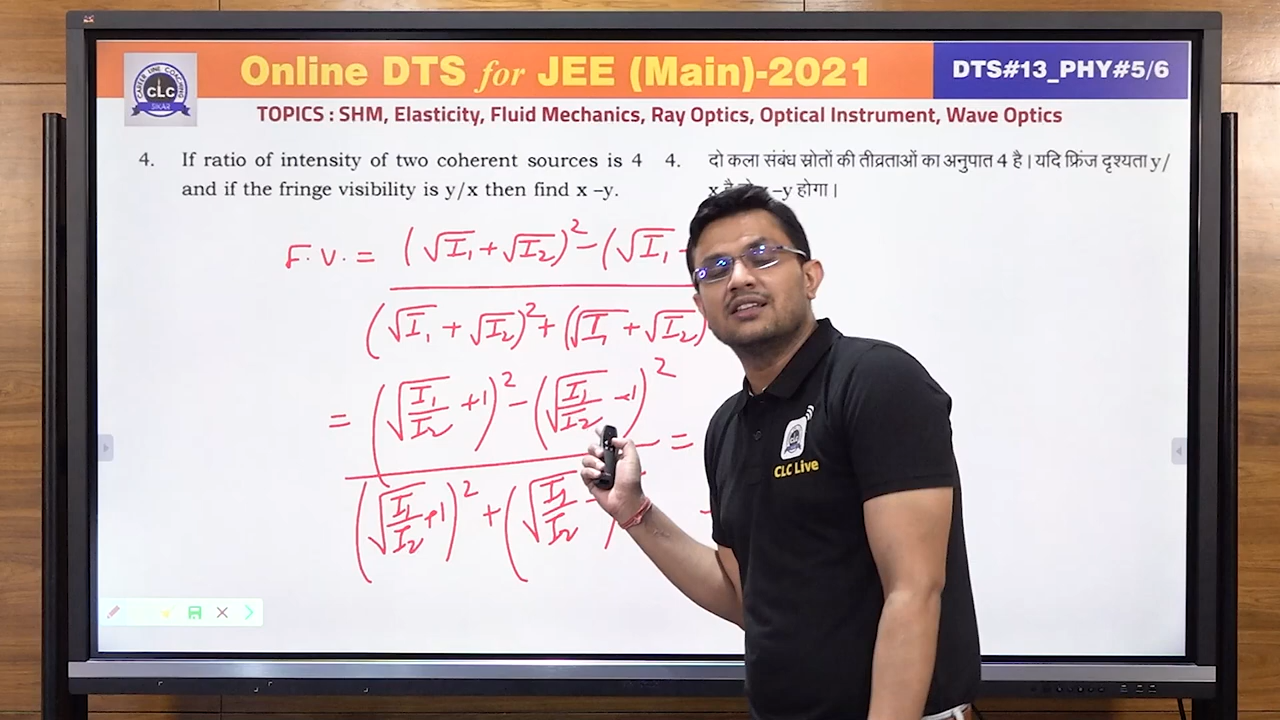 Online DTS for JEE (Main)-2021
DTS#13_PHY#5/6
CLC
SIKAR
TOPICS : SHM, Elasticity, Fluid Mechanics, Ray Optics, Optical Instrument, Wave Optics
4. If ratio of intensity of two coherent sources is 4
and if the fringe visibility is y/x then find x –y.
4. दो कला संबंध स्रोतों की तीव्रताओं का अनुपात 4 है। यदि फ्रिंज दृश्यता y/
–y होगा।
F.V. = (√I₁ + √I₂)² – (√I₁
(√I₁ + √I₂)² + (√I₁ + √I₂)
= (√(I₁/I₂) + 1)² – (√(I₁/I₂) – 1)² =
(√(I₁/I₂) + 1)² + (√(I₁/I₂)
CLC Live